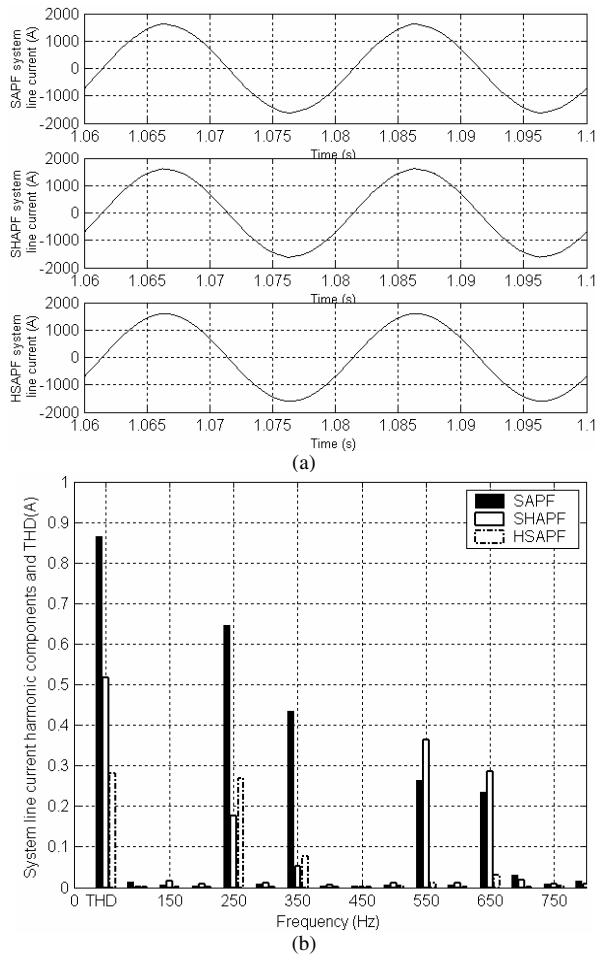 SAPF system
line current (A)
2000
1000
0
-1000
-2000
1.06 1.065 1.07 1.075 1.08 1.085 1.09 1.095 1.1
Time (s)
SHAPF system
line current (A)
2000
1000
0
-1000
-2000
1.06 1.065 1.07 1.075 1.08 1.085 1.09 1.095 1.1
Time (s)
HSAPF system
line current (A)
2000
1000
0
-1000
-2000
1.06 1.065 1.07 1.075 1.08 1.085 1.09 1.095 1.1
Time (s)
(a)
System line current harmonic components and THD(A)
1
0.9
0.8
0.7
0.6
0.5
0.4
0.3
0.2
0.1
0
SAPF
SHAPF
HSAPF
0 THD 150 250 350 450 550 650 750
Frequency (Hz)
(b)